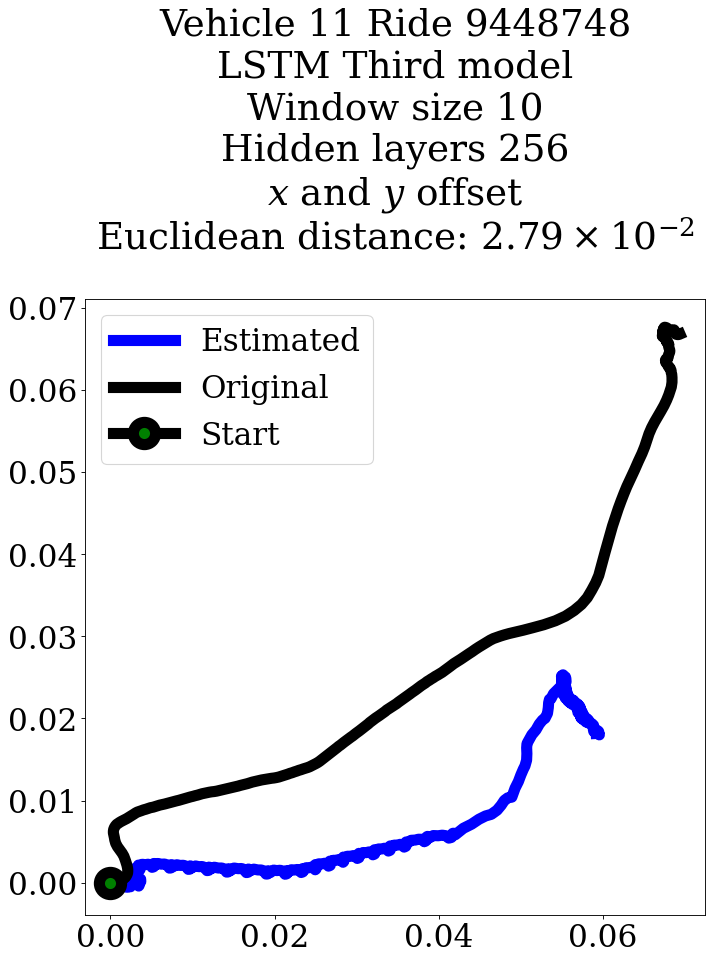 Vehicle 11 Ride 9448748
LSTM Third model
Window size 10
Hidden layers 256
x and y offset
Euclidean distance: 2.79 × 10⁻²
0.07
0.06
0.05
0.04
0.03
0.02
0.01
0.00
Estimated
Original
Start
0.00 0.02 0.04 0.06